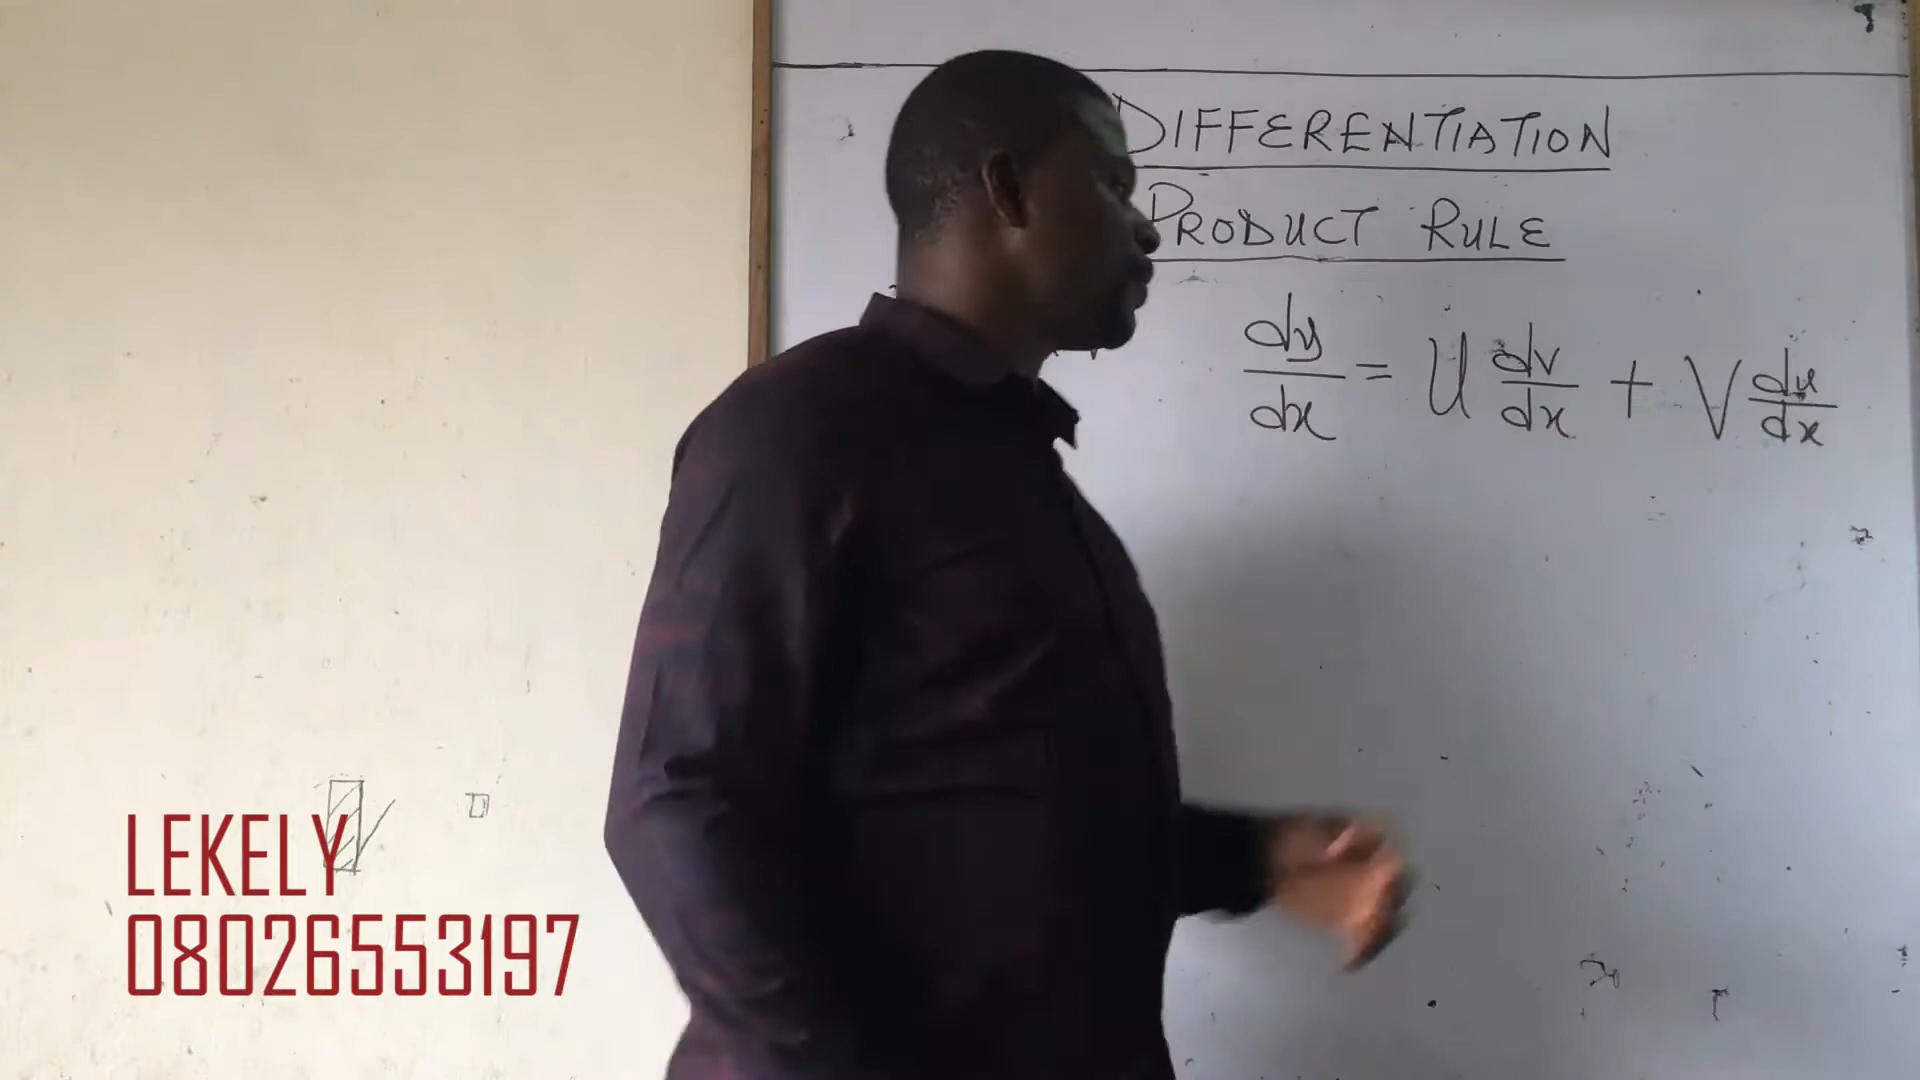 DIFFERENTIATION
PRODUCT RULE
dy/dx = U dv/dx + V du/dx
LEKELY
08026553197